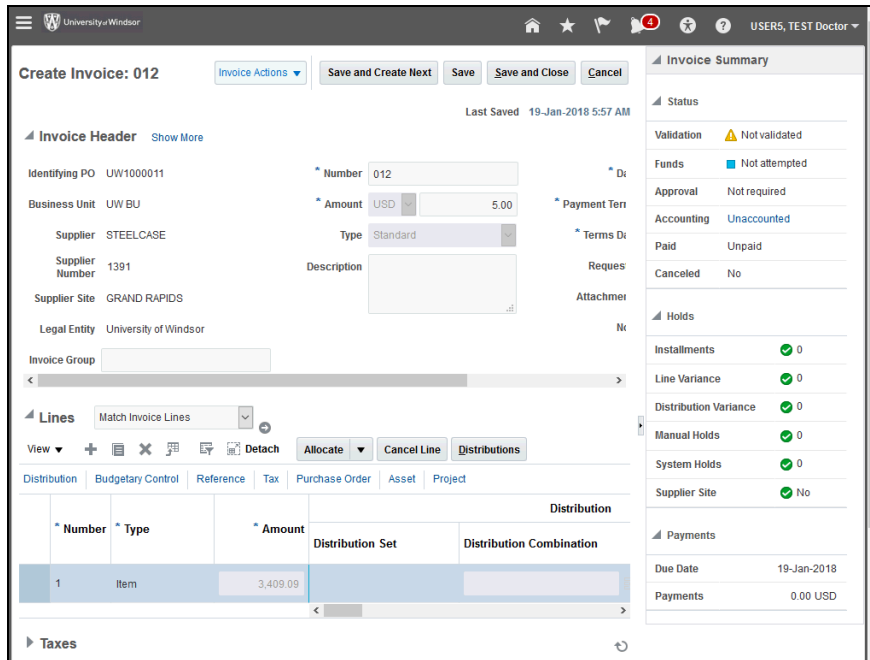 University of Windsor
4
USER5, TEST Doctor
Create Invoice: 012
Invoice Actions
Save and Create Next
Save
Save and Close
Cancel
Last Saved 19-Jan-2018 5:57 AM
Invoice Header Show More
Identifying PO UW1000011
* Number 012
* Da
Business Unit UW BU
* Amount USD 5.00
* Payment Tern
Supplier STEELCASE
Type Standard
* Terms Da
Supplier Number 1391
Description
Reques
Supplier Site GRAND RAPIDS
Attachmer
Legal Entity University of Windsor
No
Invoice Group
Lines Match Invoice Lines
View Detach Allocate Cancel Line Distributions
Distribution Budgetary Control Reference Tax Purchase Order Asset Project
Distribution
* Number * Type * Amount Distribution Set Distribution Combination
1 Item 3,409.09
Taxes
Invoice Summary
Status
Validation Not validated
Funds Not attempted
Approval Not required
Accounting Unaccounted
Paid Unpaid
Canceled No
Holds
Installments 0
Line Variance 0
Distribution Variance 0
Manual Holds 0
System Holds 0
Supplier Site No
Payments
Due Date 19-Jan-2018
Payments 0.00 USD